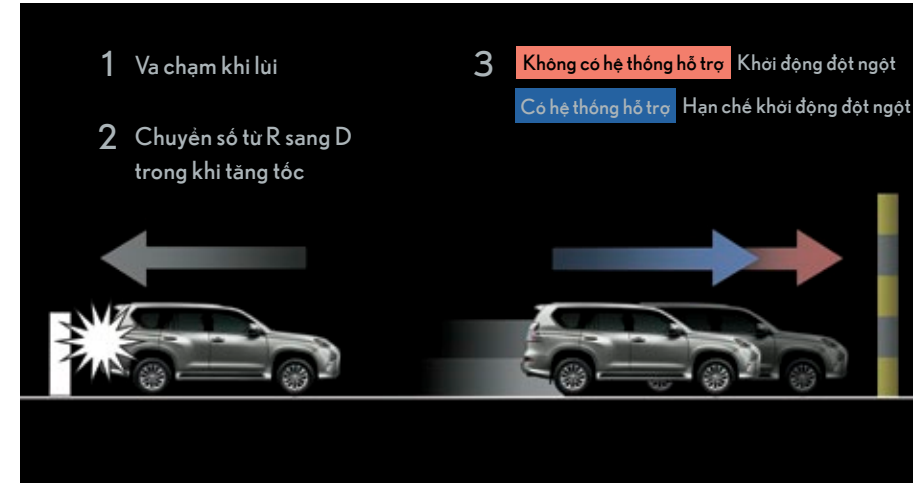 1 Va chạm khi lùi
2 Chuyển số từ R sang D
trong khi tăng tốc
3 Không có hệ thống hỗ trợ Khởi động đột ngột
Có hệ thống hỗ trợ Hạn chế khởi động đột ngột